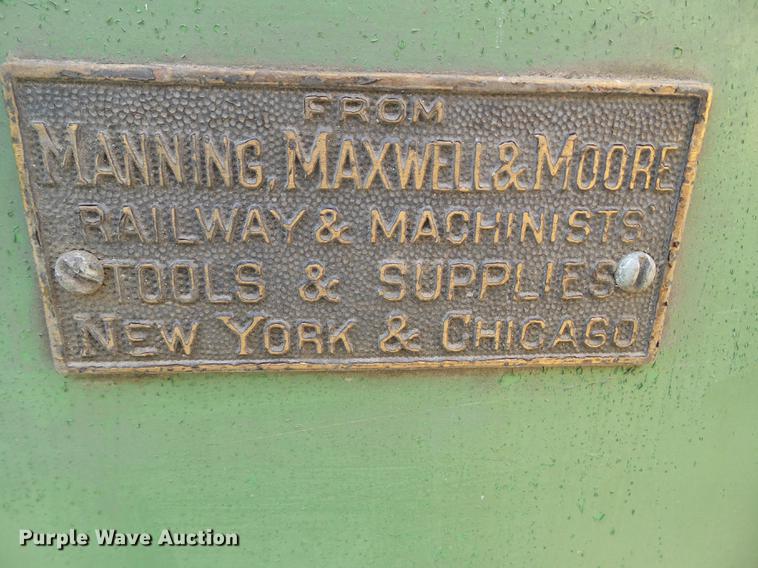 FROM
MANNING, MAXWELL & MOORE
RAILWAY & MACHINISTS'
TOOLS & SUPPLIES
NEW YORK & CHICAGO
Purple Wave Auction